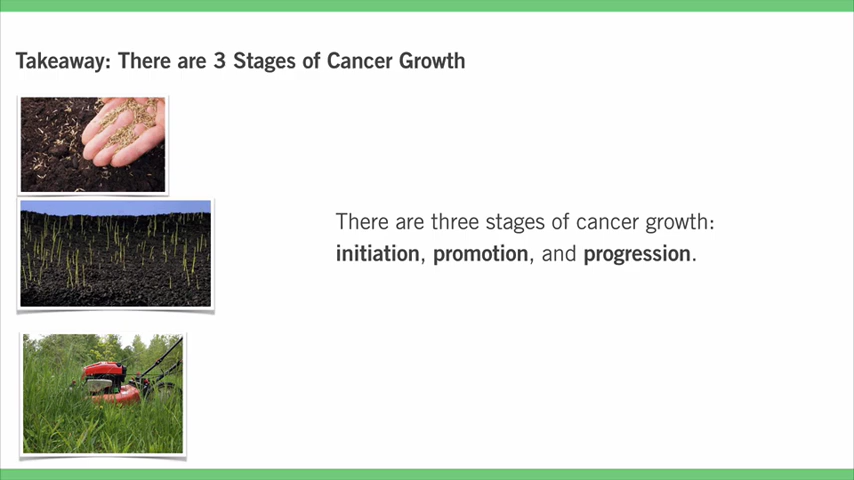 Takeaway: There are 3 Stages of Cancer Growth
There are three stages of cancer growth:
initiation, promotion, and progression.